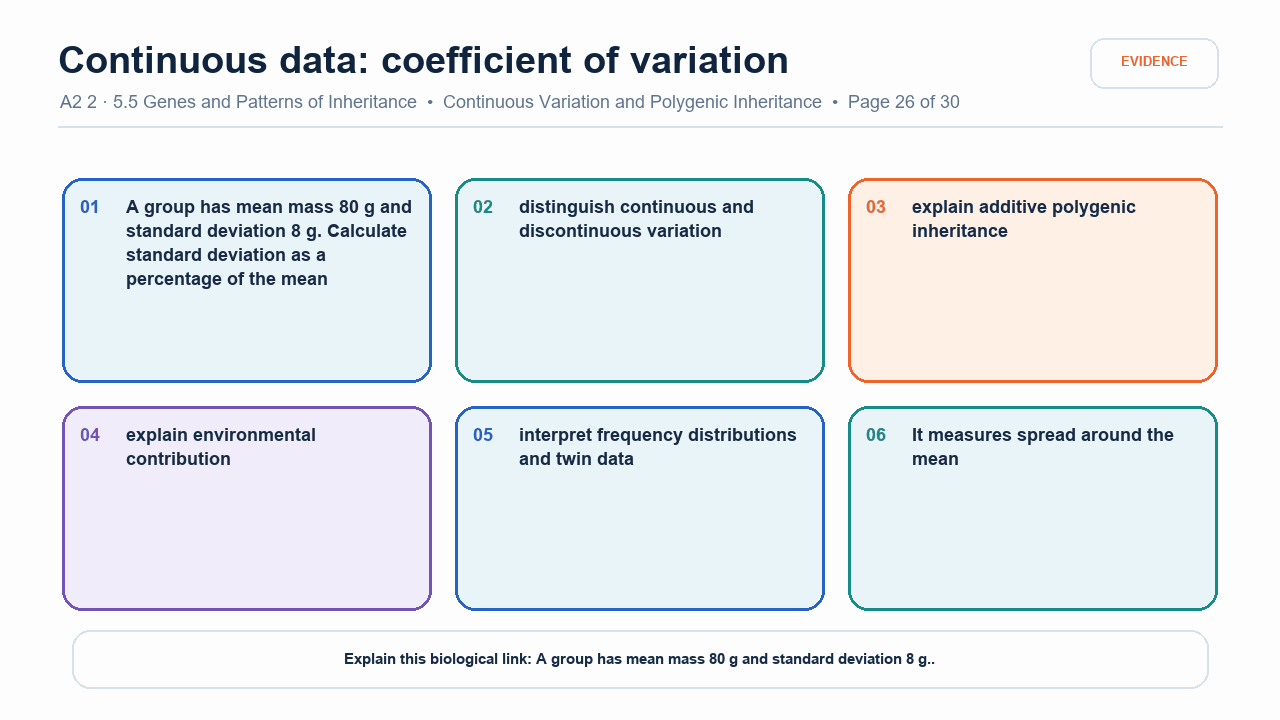 Continuous data: coefficient of variation
EVIDENCE
A2 2 · 5.5 Genes and Patterns of Inheritance • Continuous Variation and Polygenic Inheritance • Page 26 of 30
01
A group has mean mass 80 g and
standard deviation 8 g. Calculate
standard deviation as a
percentage of the mean
02
distinguish continuous and
discontinuous variation
03
explain additive polygenic
inheritance
04
explain environmental
contribution
05
interpret frequency distributions
and twin data
06
It measures spread around the
mean
Explain this biological link: A group has mean mass 80 g and standard deviation 8 g..